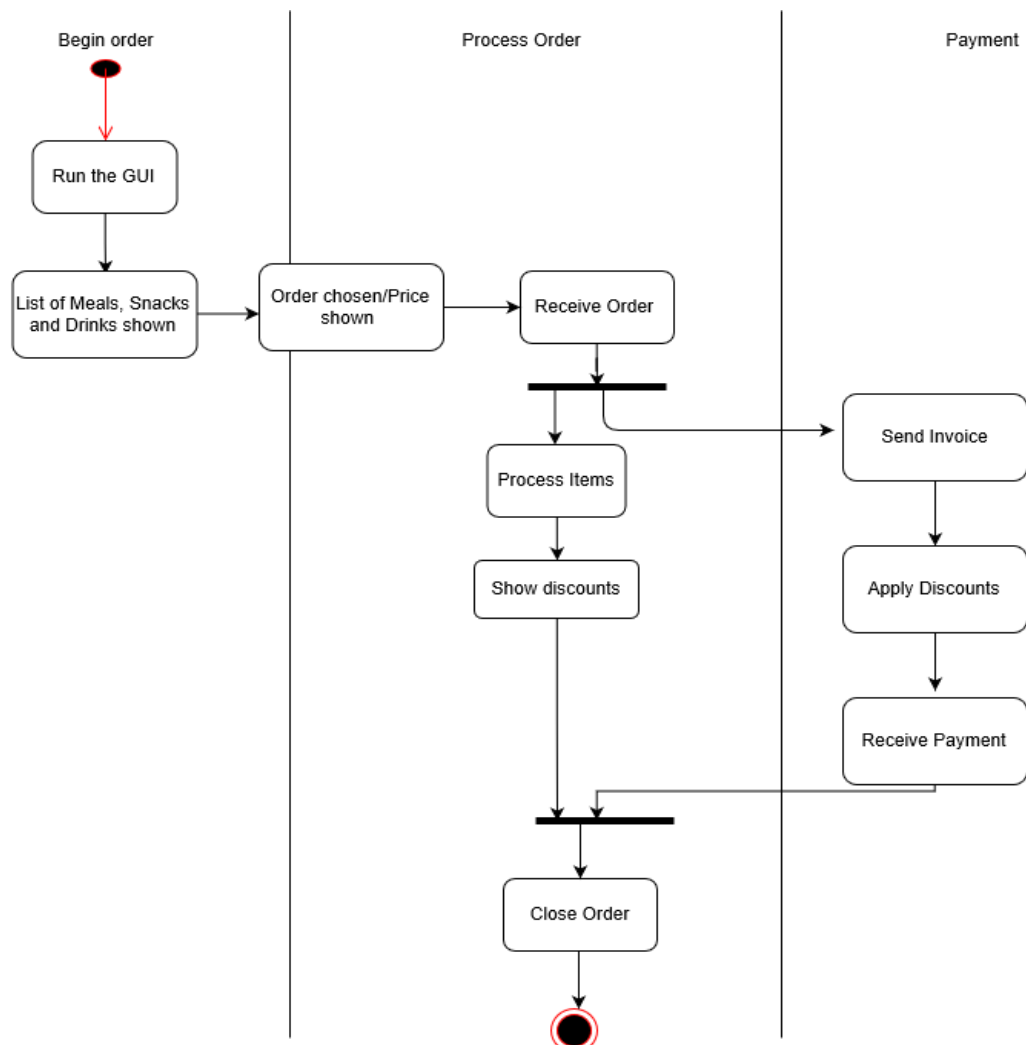 Begin order
Process Order
Payment
Run the GUI
List of Meals, Snacks
and Drinks shown
Order chosen/Price
shown
Receive Order
Send Invoice
Process Items
Show discounts
Apply Discounts
Receive Payment
Close Order